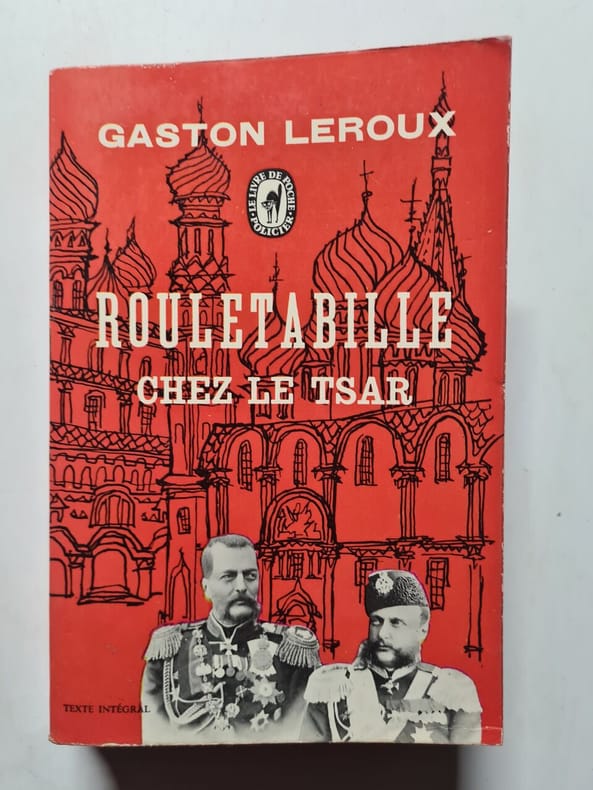 GASTON LEROUX
LE LIVRE DE POCHE
POLICIER
ROULETABILLE
CHEZ LE TSAR
TEXTE INTÉGRAL